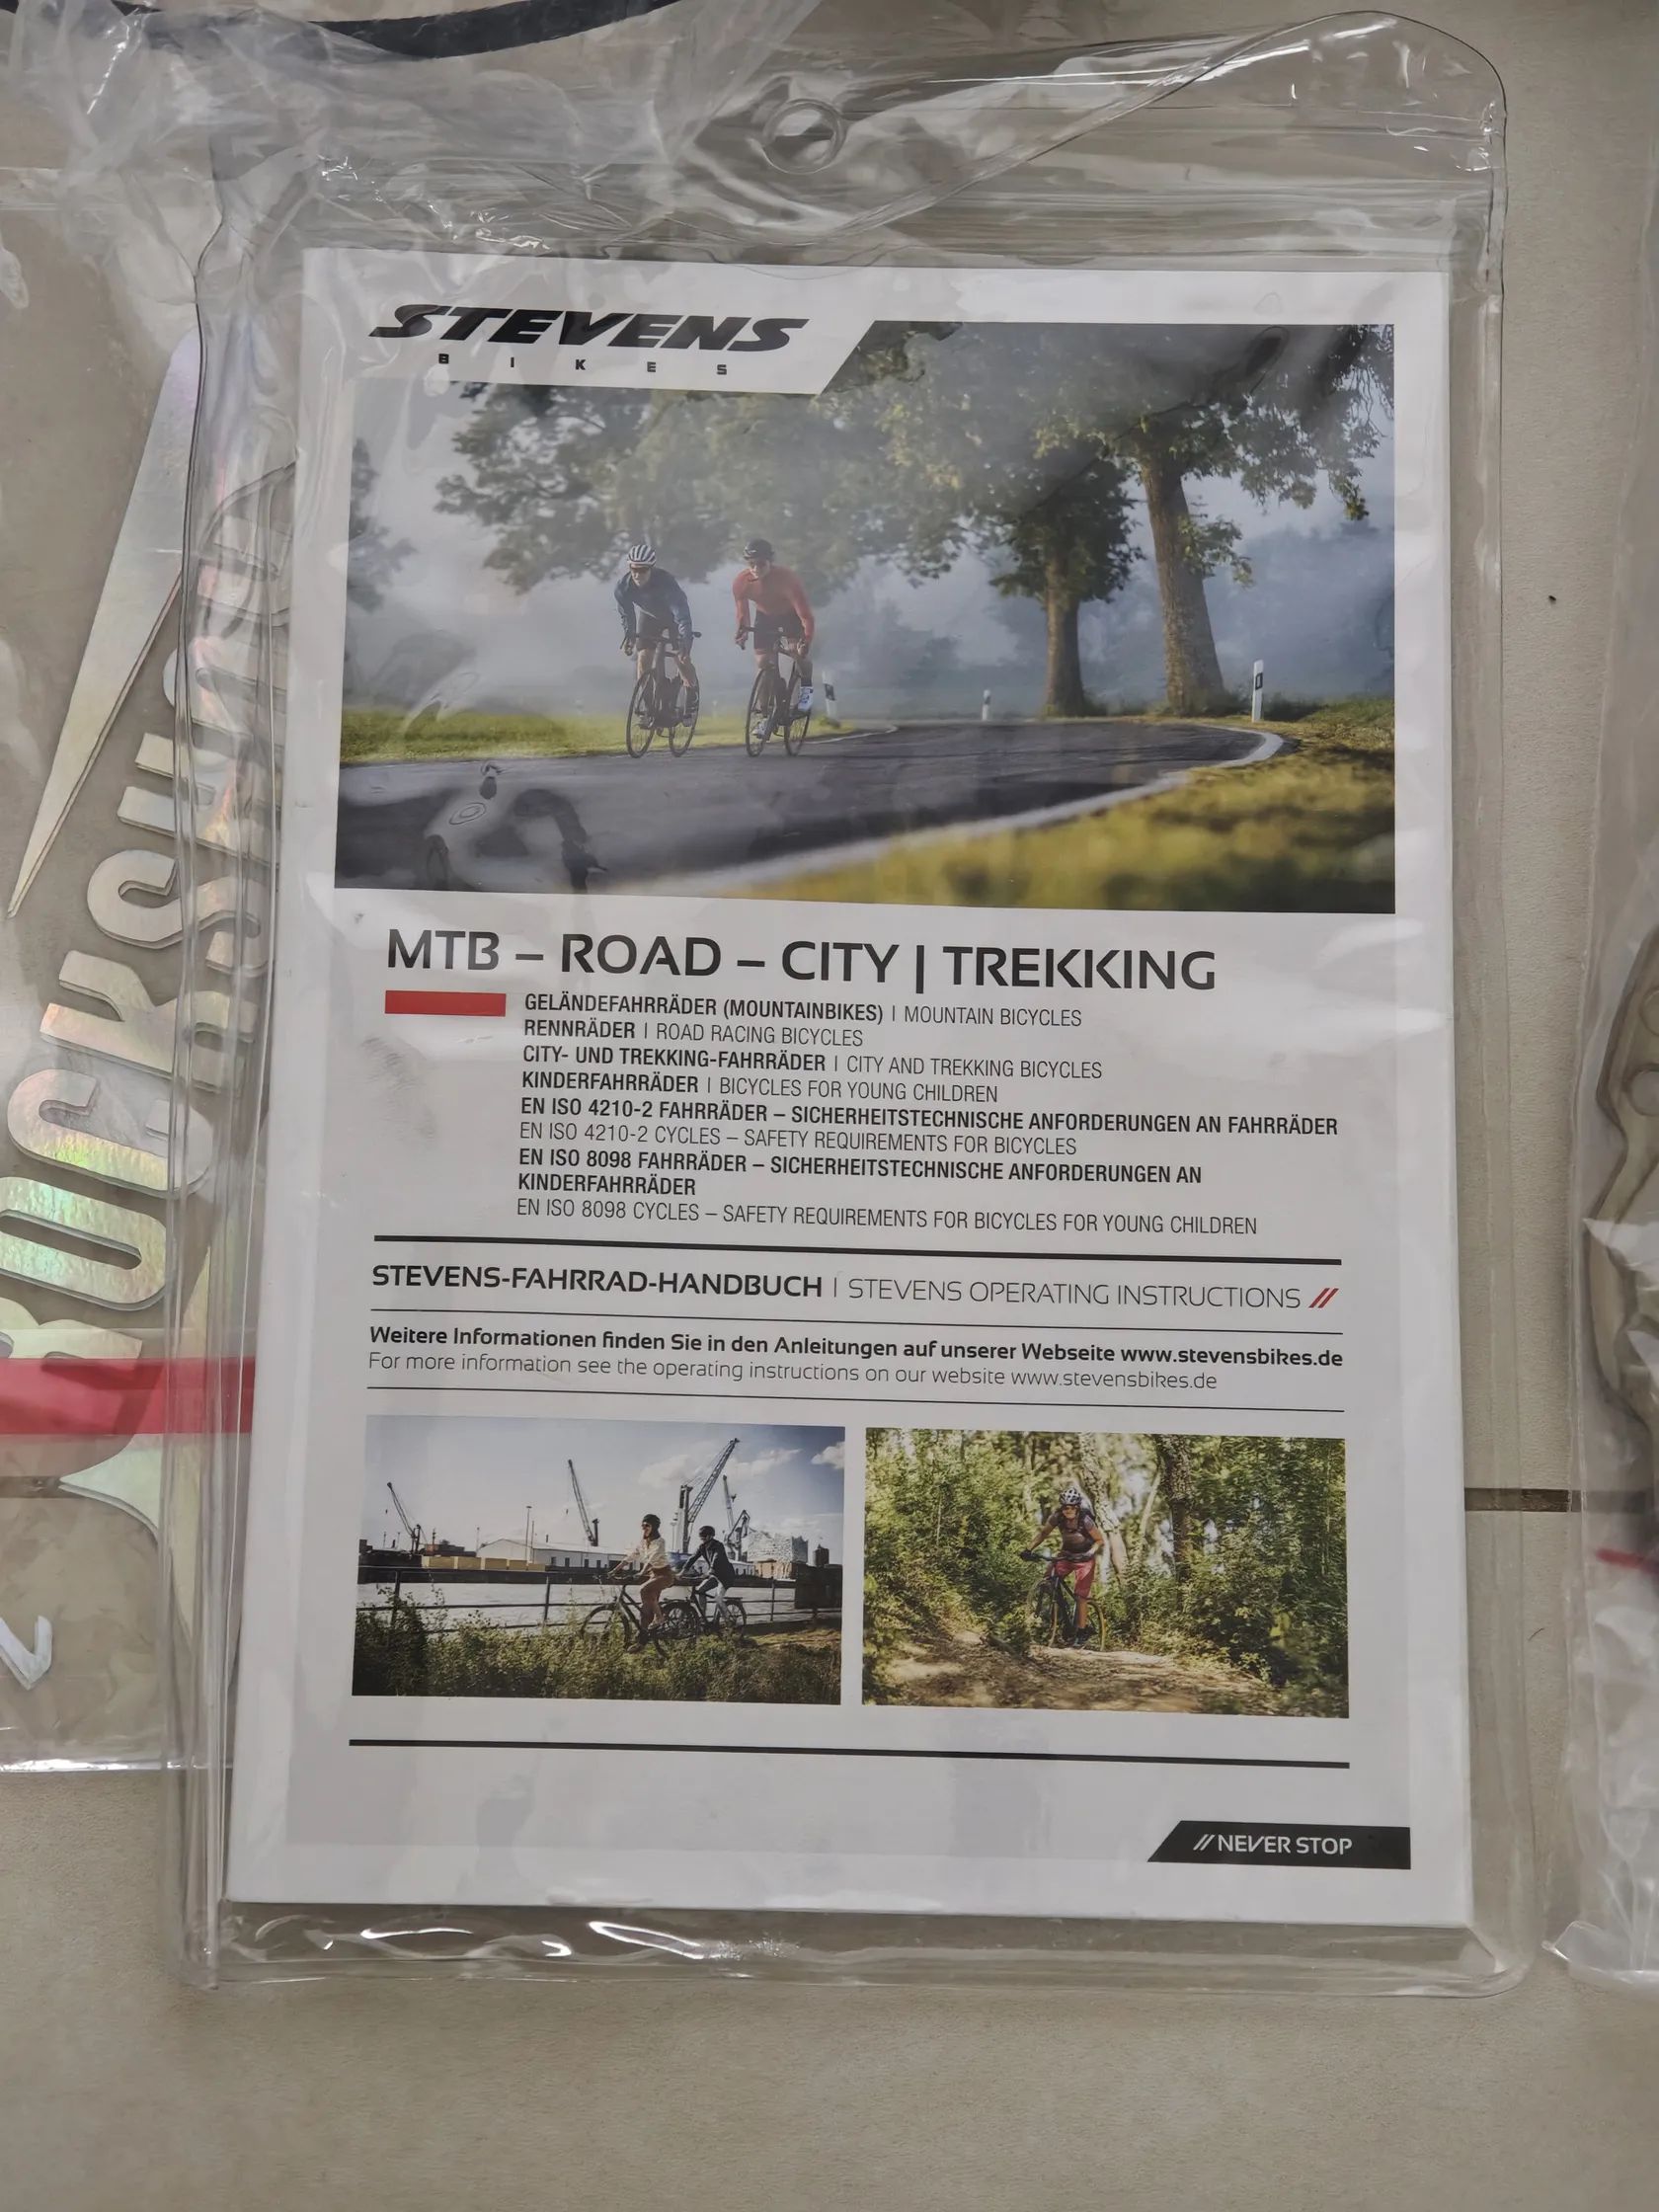 STEVENS
BIKES
MTB – ROAD – CITY | TREKKING
GELÄNDEFAHRRÄDER (MOUNTAINBIKES) | MOUNTAIN BICYCLES
RENNRÄDER | ROAD RACING BICYCLES
CITY- UND TREKKING-FAHRRÄDER | CITY AND TREKKING BICYCLES
KINDERFAHRRÄDER | BICYCLES FOR YOUNG CHILDREN
EN ISO 4210-2 FAHRRÄDER – SICHERHEITSTECHNISCHE ANFORDERUNGEN AN FAHRRÄDER
EN ISO 4210-2 CYCLES – SAFETY REQUIREMENTS FOR BICYCLES
EN ISO 8098 FAHRRÄDER – SICHERHEITSTECHNISCHE ANFORDERUNGEN AN
KINDERFAHRRÄDER
EN ISO 8098 CYCLES – SAFETY REQUIREMENTS FOR BICYCLES FOR YOUNG CHILDREN
STEVENS-FAHRRAD-HANDBUCH | STEVENS OPERATING INSTRUCTIONS //
Weitere Informationen finden Sie in den Anleitungen auf unserer Webseite www.stevensbikes.de
For more information see the operating instructions on our website www.stevensbikes.de
// NEVER STOP
ROCKSHOX